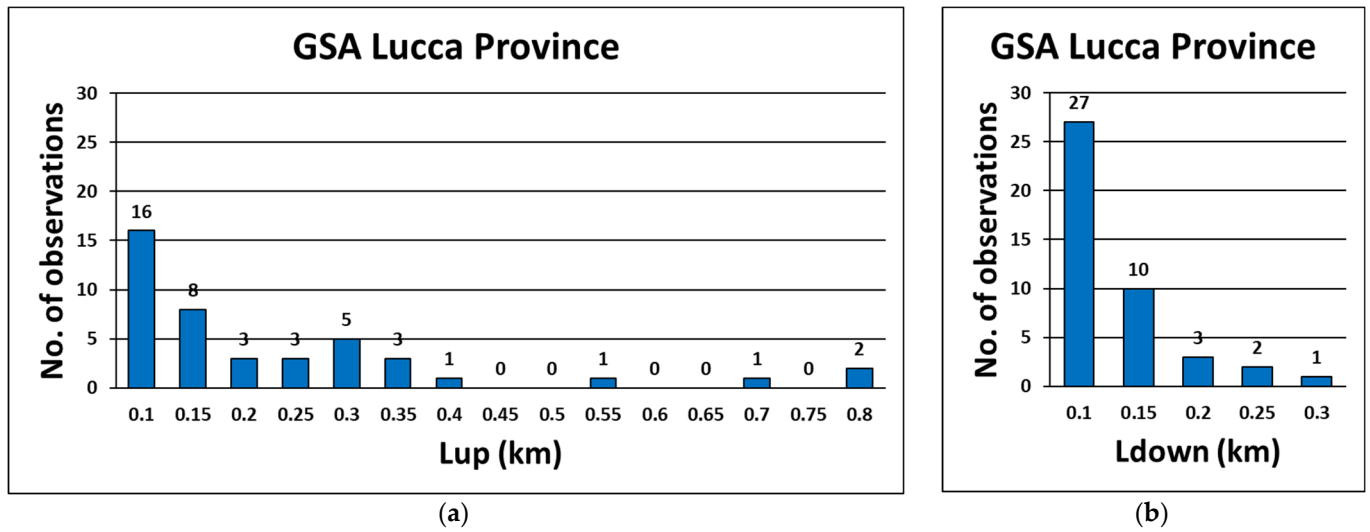 GSA Lucca Province
No. of observations
30
25
20
15
10
5
0
16 8 3 3 5 3 1 0 0 1 0 0 1 0 2
0.1 0.15 0.2 0.25 0.3 0.35 0.4 0.45 0.5 0.55 0.6 0.65 0.7 0.75 0.8
Lup (km)
(a)
GSA Lucca Province
No. of observations
30
25
20
15
10
5
0
27 10 3 2 1
0.1 0.15 0.2 0.25 0.3
Ldown (km)
(b)